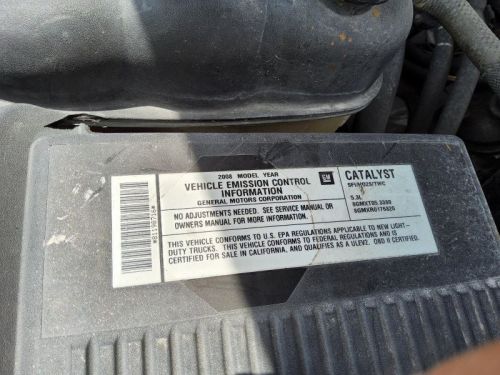 2008 MODEL YEAR
VEHICLE EMISSION CONTROL
INFORMATION
GENERAL MOTORS CORPORATION
NO ADJUSTMENTS NEEDED. SEE SERVICE MANUAL OR
OWNERS MANUAL FOR MORE INFORMATION.
GM
CATALYST
5.3L
THIS VEHICLE CONFORMS TO U.S. EPA REGULATIONS APPLICABLE TO NEW LIGHT-
DUTY TRUCKS. THIS VEHICLE CONFORMS TO FEDERAL REGULATIONS AND IS
CERTIFIED FOR SALE IN CALIFORNIA, AND QUALIFIES AS A ULEV2. OBD II CERTIFIED.